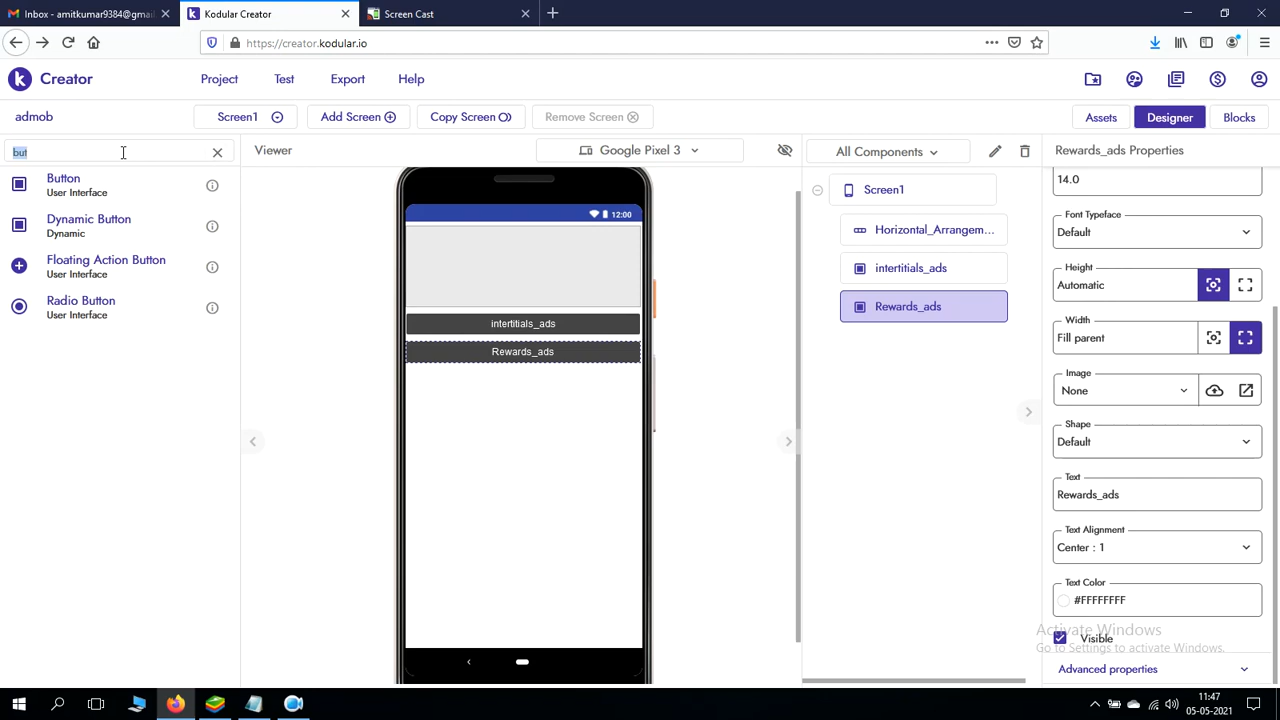 Inbox - amitkumar9384@gmai
Kodular Creator
Screen Cast
https://creator.kodular.io
Creator
Project
Test
Export
Help
admob
Screen1
Add Screen
Copy Screen
Remove Screen
Assets
Designer
Blocks
but
Viewer
Google Pixel 3
All Components
Rewards_ads Properties
Button
User Interface
Dynamic Button
Dynamic
Floating Action Button
User Interface
Radio Button
User Interface
12:00
intertitials_ads
Rewards_ads
Screen1
Horizontal_Arrangem...
intertitials_ads
Rewards_ads
14.0
Font Typeface
Default
Height
Automatic
Width
Fill parent
Image
None
Shape
Default
Text
Rewards_ads
Text Alignment
Center : 1
Text Color
#FFFFFFFF
Visible
Advanced properties
Activate Windows
Go to Settings to activate Windows.
11:47
05-05-2021